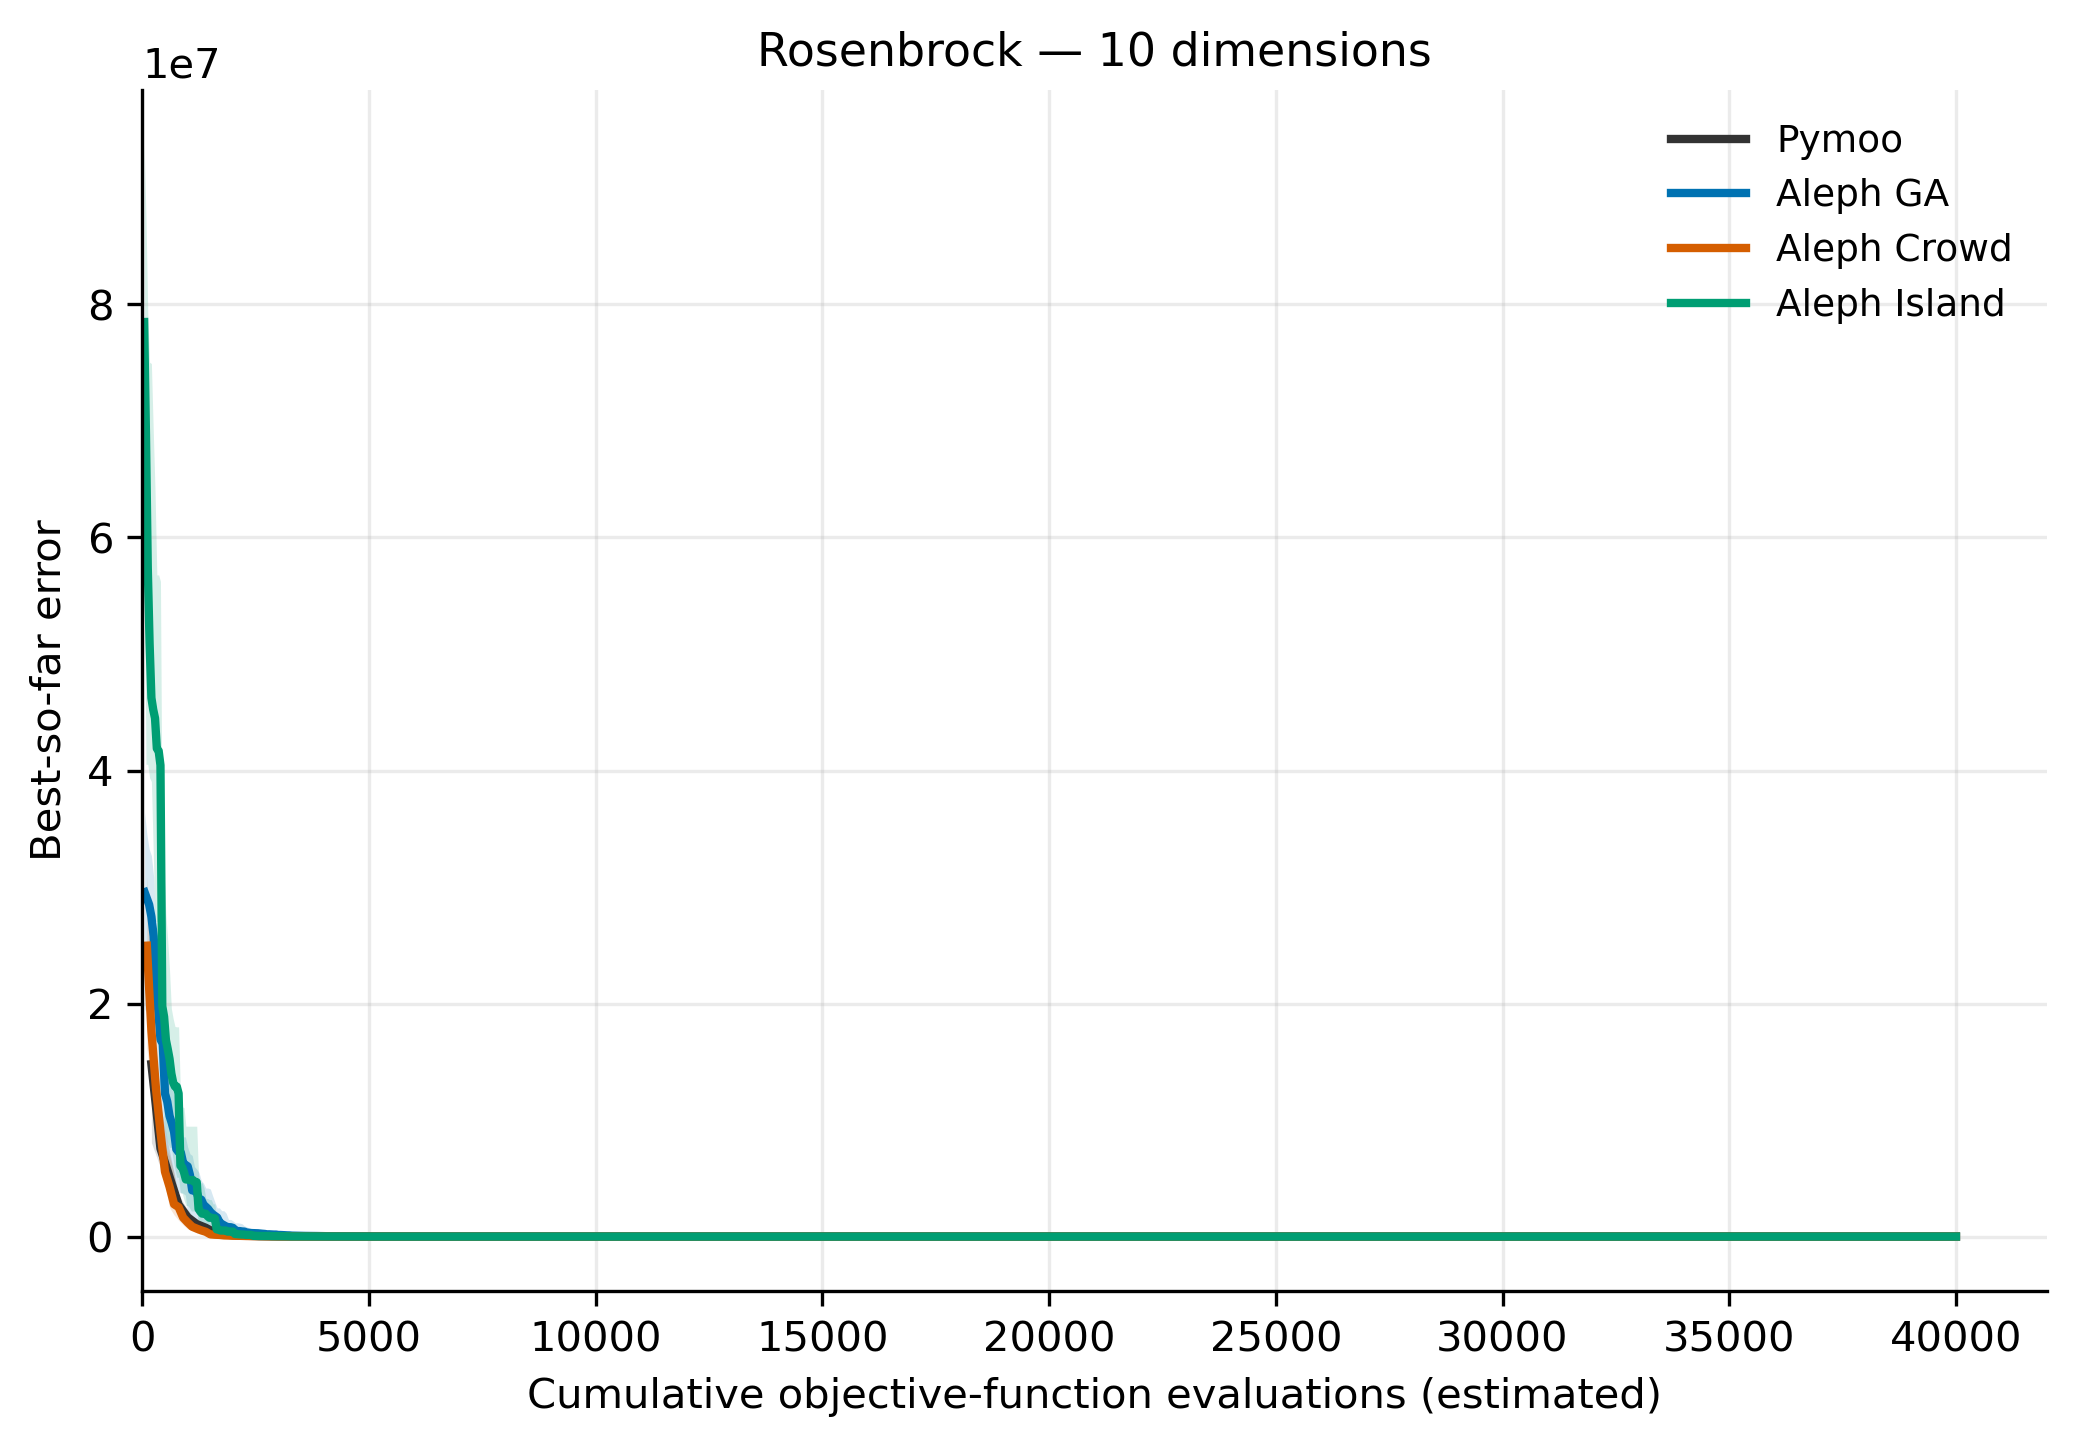 Rosenbrock — 10 dimensions
1e7
Pymoo
Aleph GA
Aleph Crowd
Aleph Island
8
6
4
2
0
Best-so-far error
0 5000 10000 15000 20000 25000 30000 35000 40000
Cumulative objective-function evaluations (estimated)